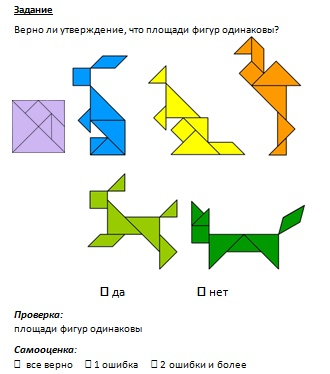 Задание
Верно ли утверждение, что площади фигур одинаковы?
☐ да ☐ нет
Проверка:
площади фигур одинаковы
Самооценка:
☐ все верно ☐ 1 ошибка ☐ 2 ошибки и более